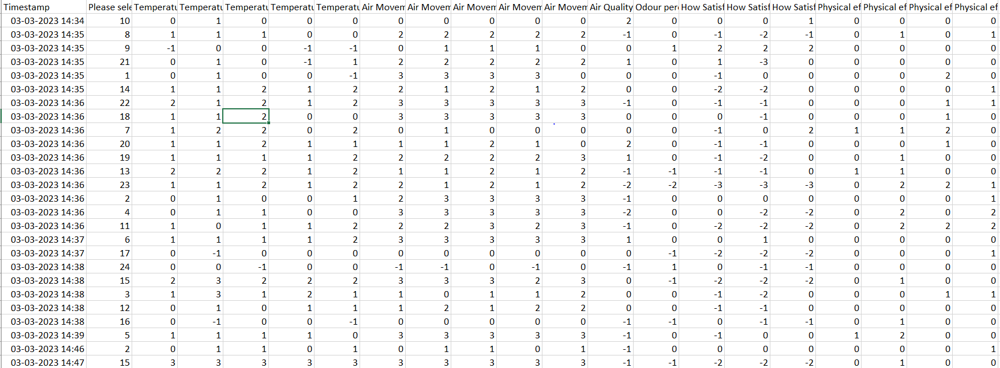 Timestamp Please sele Temperatu Temperatu Temperatu Temperatu Temperatu Air Movem Air Movem Air Movem Air Movem Air Movem Air Quality Odour per How Satisf How Satisf How Satisf Physical ef Physical ef Physical ef Physical ef
03-03-2023 14:34 10 0 1 0 0 0 0 0 0 0 0 2 0 0 0 1 0 0 0 0
03-03-2023 14:35 8 1 1 1 0 0 2 2 2 2 2 -1 0 -1 -2 -1 0 1 0 1
03-03-2023 14:35 9 -1 0 0 -1 -1 0 1 1 1 0 0 1 2 2 2 0 0 0 0
03-03-2023 14:35 21 0 1 0 -1 1 2 2 2 2 2 1 0 1 -3 0 0 0 0 0
03-03-2023 14:35 1 0 1 0 0 -1 3 3 3 3 0 0 0 -1 0 0 0 0 2 0
03-03-2023 14:35 14 1 1 2 1 2 2 1 2 1 2 0 0 -2 -2 0 0 0 0 1
03-03-2023 14:36 22 2 1 2 1 2 3 3 3 3 3 -1 0 -1 -1 0 0 0 1 1
03-03-2023 14:36 18 1 1 2 0 0 3 3 3 3 3 0 0 0 -1 0 0 0 1 0
03-03-2023 14:36 7 1 2 2 0 2 0 1 0 0 0 0 0 -1 0 2 1 1 2 0
03-03-2023 14:36 20 1 1 2 1 1 1 1 2 1 0 2 0 -1 -1 0 0 0 1 0
03-03-2023 14:36 19 1 1 1 1 2 2 2 2 2 3 1 0 -1 -2 0 0 1 0 0
03-03-2023 14:36 13 2 2 2 1 2 1 1 2 1 2 -1 -1 -1 -1 0 1 1 0 0
03-03-2023 14:36 23 1 1 2 1 2 2 1 2 1 2 -2 -2 -3 -3 -3 0 2 2 1
03-03-2023 14:36 2 0 1 0 0 1 2 3 3 3 3 -1 0 0 0 0 0 0 0 1
03-03-2023 14:36 4 0 1 1 0 0 3 3 3 3 3 -2 0 0 -2 -2 0 2 0 2
03-03-2023 14:36 11 1 0 1 1 2 2 2 3 2 3 -1 0 -2 -2 -2 0 2 2 2
03-03-2023 14:37 6 1 1 1 1 2 3 3 3 3 3 1 0 0 1 0 0 0 0 0
03-03-2023 14:37 17 0 -1 0 0 0 0 0 0 0 0 0 -1 -2 -2 -2 0 0 0 1
03-03-2023 14:38 24 0 0 -1 0 0 -1 -1 0 -1 0 -1 1 0 -1 -1 0 0 0 0
03-03-2023 14:38 15 2 3 2 2 2 3 3 3 2 3 0 -1 -2 -2 -2 0 1 0 0
03-03-2023 14:38 3 1 3 1 2 1 1 0 1 1 2 0 0 -1 -2 0 0 0 1 1
03-03-2023 14:38 12 0 1 0 1 1 1 2 1 2 2 0 0 -1 -1 0 0 0 0 0
03-03-2023 14:38 16 0 -1 0 0 -1 0 0 0 0 0 -1 -1 0 -1 -1 0 1 0 0
03-03-2023 14:39 5 1 1 1 1 0 3 3 3 3 3 -1 0 -1 0 0 1 2 0 0
03-03-2023 14:46 2 0 1 1 0 1 0 1 1 0 1 -1 0 0 0 0 0 0 0 1
03-03-2023 14:47 15 3 3 3 3 3 3 3 3 3 3 -1 -1 -2 -2 -2 0 1 0 0